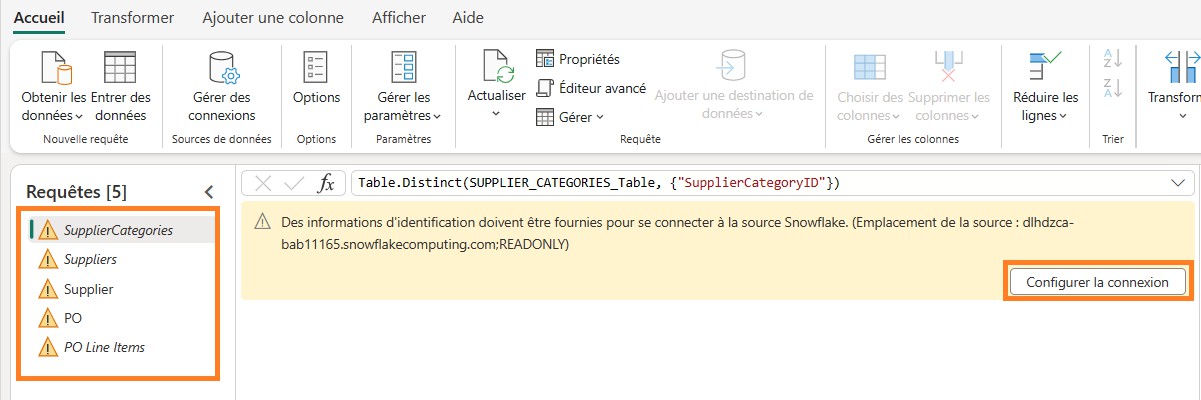 Accueil Transformer Ajouter une colonne Afficher Aide
Obtenir les données Entrer des données
Nouvelle requête
Gérer des connexions
Sources de données
Options
Options
Gérer les paramètres
Paramètres
Actualiser
Propriétés
Éditeur avancé
Gérer
Ajouter une destination de données
Requête
Choisir des colonnes Supprimer les colonnes
Gérer les colonnes
Réduire les lignes
Trier
Transform
Requêtes [5]
SupplierCategories
Suppliers
Supplier
PO
PO Line Items
fx Table.Distinct(SUPPLIER_CATEGORIES_Table, {"SupplierCategoryID"})
Des informations d'identification doivent être fournies pour se connecter à la source Snowflake. (Emplacement de la source : dlhdzca-
bab11165.snowflakecomputing.com;READONLY)
Configurer la connexion